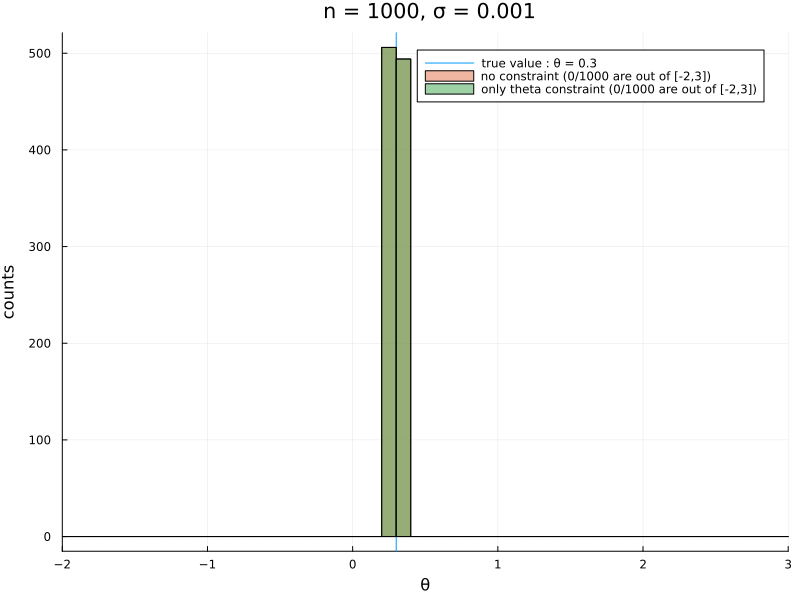 n = 1000, σ = 0.001
true value : θ = 0.3
no constraint (0/1000 are out of [-2,3])
only theta constraint (0/1000 are out of [-2,3])
500
400
300
200
100
0
counts
−2 −1 0 1 2 3
θ